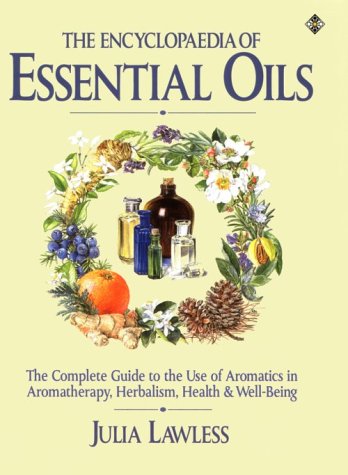 THE ENCYCLOPAEDIA OF
ESSENTIAL OILS
The Complete Guide to the Use of Aromatics in
Aromatherapy, Herbalism, Health & Well-Being
JULIA LAWLESS